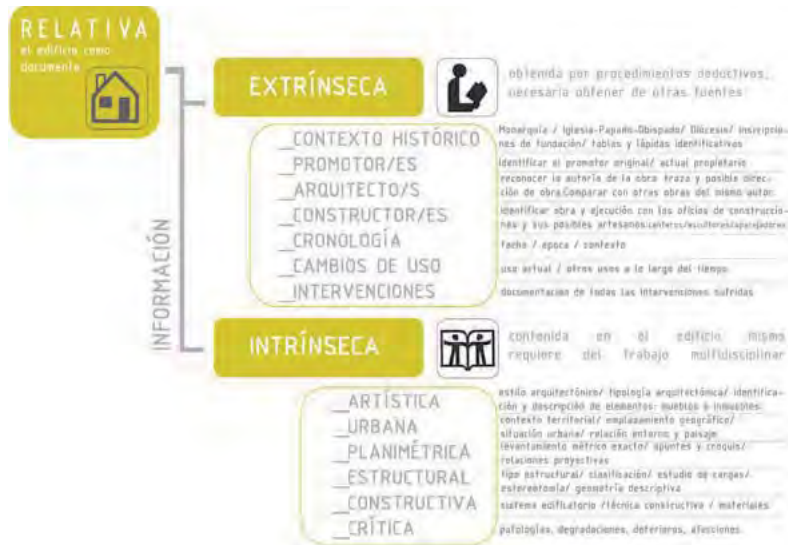 RELATIVA
el edificio como
documento
INFORMACIÓN
EXTRÍNSECA
obtenida por procedimientos deductivos,
necesaria obtener de otras fuentes
_CONTEXTO HISTÓRICO
Monarquía / Iglesia-Papado-Obispado/ Diócesis/ inscripcio-
nes de fundación/ tablas y lápidas identificativas
_PROMOTOR/ES
identificar el promotor original/ actual propietario
_ARQUITECTO/S
reconocer la autoría de la obra traza y posible direc-
ción de obra.Comparar con otras obras del mismo autor.
_CONSTRUCTOR/ES
identificar obra y ejecución con los oficios de construccio-
nes y sus posibles artesanos:canteros/escultores/aparejadores
_CRONOLOGÍA
fecha / época / contexto
_CAMBIOS DE USO
uso actual / otros usos a lo largo del tiempo
_INTERVENCIONES
documentación de todas las intervenciones sufridas
INTRÍNSECA
contenida en el edificio mismo
requiere del trabajo multidisciplinar
_ARTÍSTICA
estilo arquitectónico/ tipología arquitectónica/ identifica-
ción y descripción de elementos: muebles o inmuebles
_URBANA
contexto territorial/ emplazamiento geográfico/
situación urbana/ relación entorno y paisaje
_PLANIMÉTRICA
levantamiento métrico exacto/ apuntes y croquis/
relaciones proyectivas
_ESTRUCTURAL
tipo estructural/ clasificación/ estudio de cargas/
estereotomía/ geometría descriptiva
_CONSTRUCTIVA
sistema edificatorio /técnica constructiva / materiales
_CRÍTICA
patologías, degradaciones, deterioros, afecciones